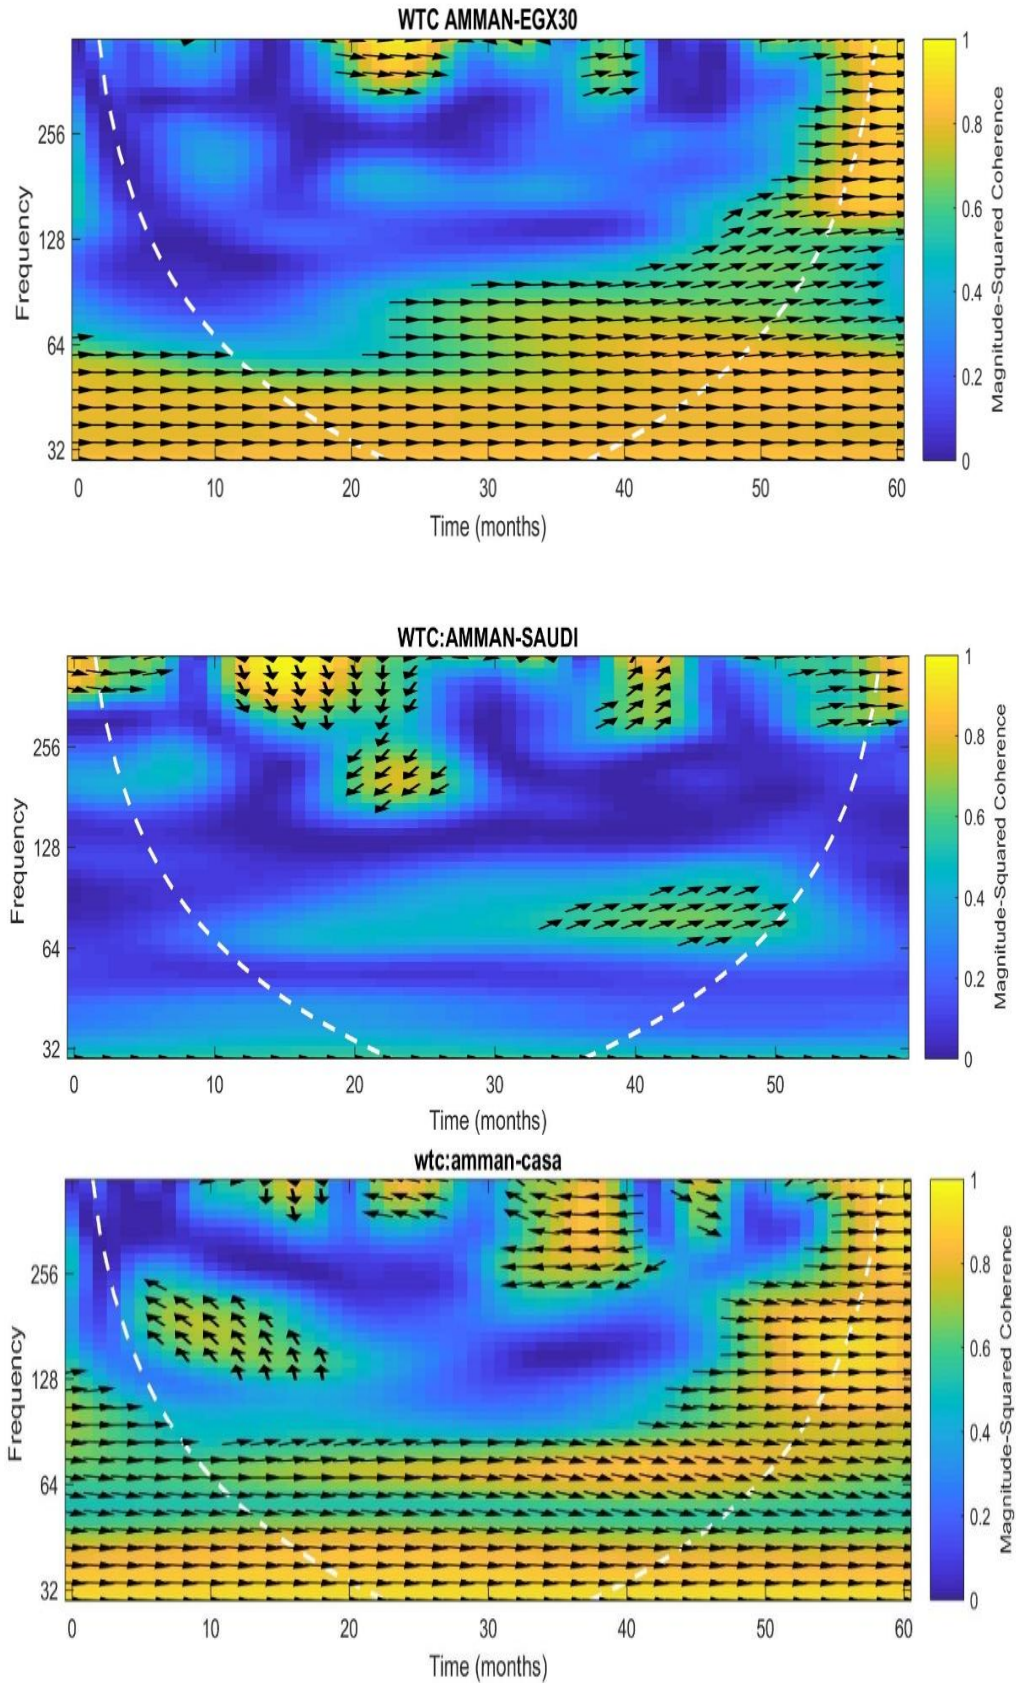 WTC AMMAN-EGX30
1
256
0.8
Frequency
128
0.6
64
0.4
Magnitude-Squared Coherence
0.2
32
0
0 10 20 30 40 50 60
Time (months)
WTC:AMMAN-SAUDI
1
256
0.8
Frequency
128
0.6
64
0.4
Magnitude-Squared Coherence
0.2
32
0
0 10 20 30 40 50
Time (months)
wtc:amman-casa
1
256
0.8
Frequency
128
0.6
64
0.4
Magnitude-Squared Coherence
0.2
32
0
0 10 20 30 40 50 60
Time (months)